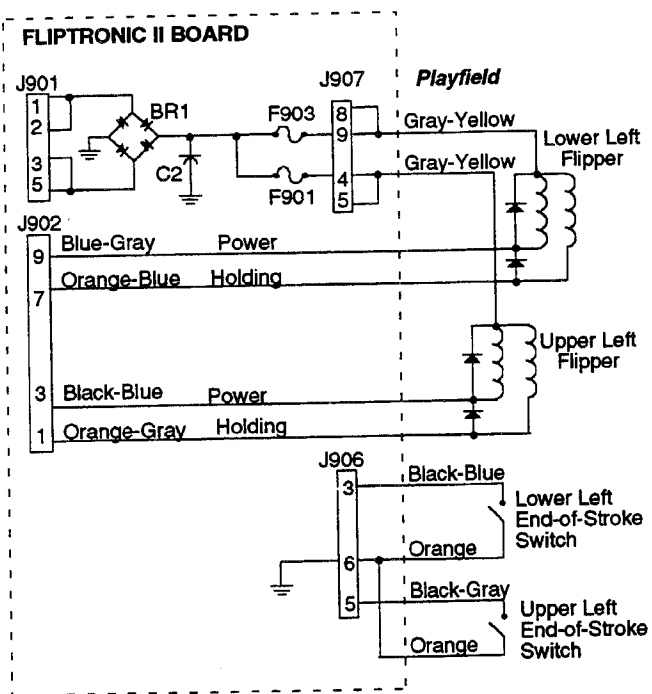 FLIPTRONIC II BOARD
J901
1
2
3
5
BR1
C2
F903
F901
J907
8
9
4
5
Playfield
Gray-Yellow
Gray-Yellow
Lower Left
Flipper
J902
9
Blue-Gray Power
Orange-Blue Holding
7
Upper Left
Flipper
3
Black-Blue Power
1
Orange-Gray Holding
J906
3
Black-Blue
Lower Left
End-of-Stroke
Switch
6
Orange
5
Black-Gray
Upper Left
End-of-Stroke
Switch
Orange